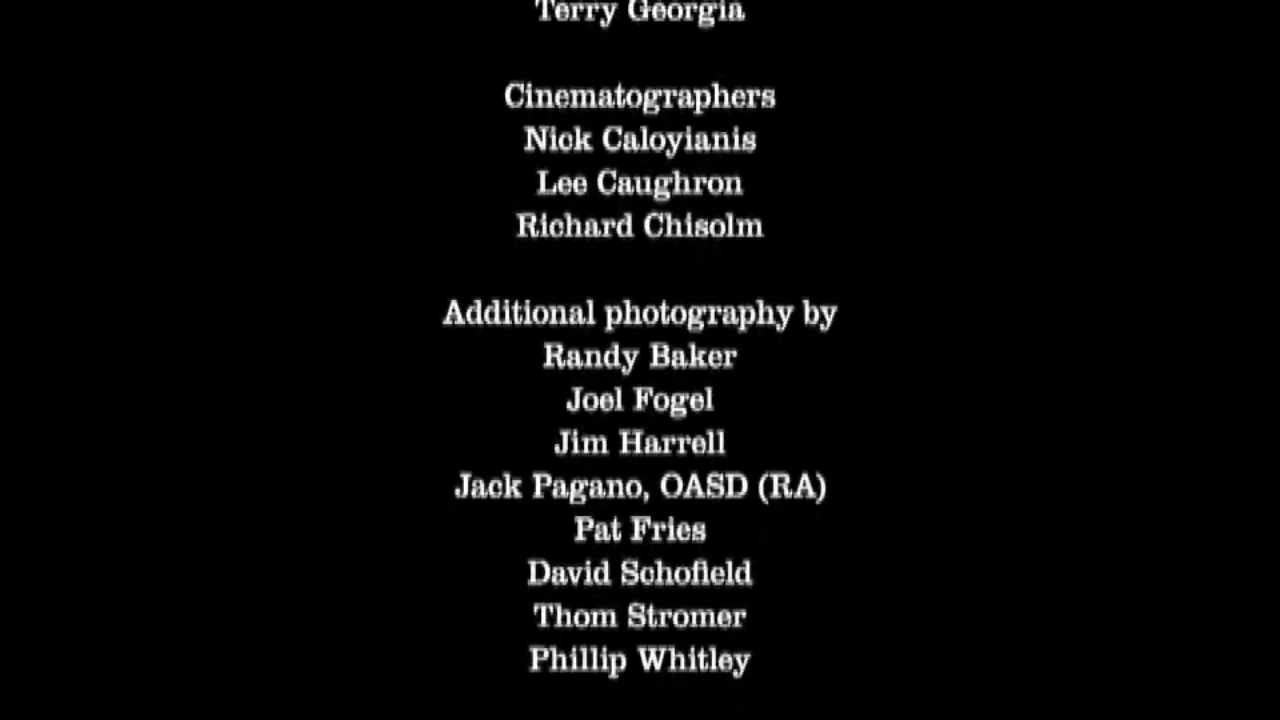 Terry Georgia
Cinematographers
Nick Caloyianis
Lee Caughron
Richard Chisolm
Additional photography by
Randy Baker
Joel Fogel
Jim Harrell
Jack Pagano, OASD (RA)
Pat Fries
David Schofield
Thom Stromer
Phillip Whitley